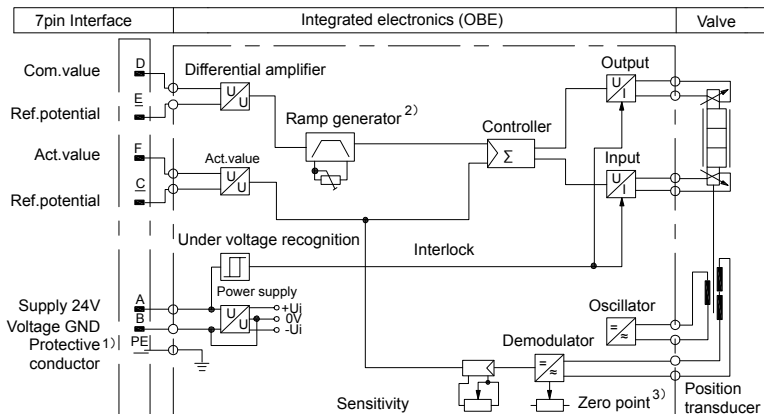 7pin Interface
Integrated electronics (OBE)
Valve
Com.value
D
Differential amplifier
Output
U
U
U
I
Ref.potential
E
Ramp generator 2)
Controller
Σ
Act.value
F
Act.value
U
U
Input
U
I
Ref.potential
C
Under voltage recognition
Interlock
Supply 24V
A
Power supply
U
U
+Ui
0V
-Ui
Voltage GND
B
Protective 1)
conductor
PE
Oscillator
=
≈
Demodulator
=
≈
Sensitivity
Zero point 3)
Position
transducer